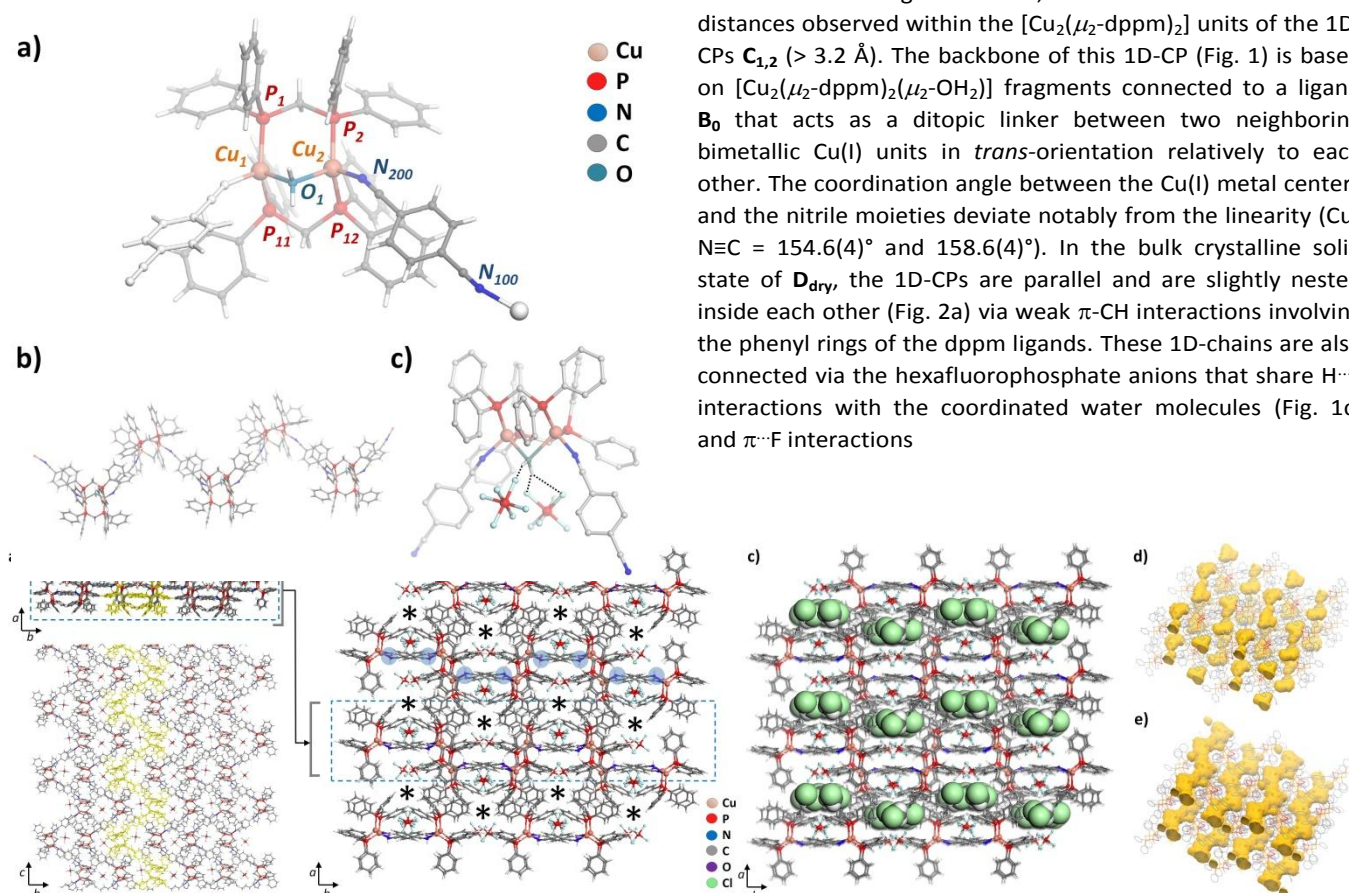 a)
Cu
P
N
C
O
P1
P2
Cu1
Cu2
N200
O1
P11
P12
N100
b)
c)
distances observed within the [Cu2(μ2-dppm)2] units of the 1D
CPs C1,2 (> 3.2 Å). The backbone of this 1D-CP (Fig. 1) is base
on [Cu2(μ2-dppm)2(μ2-OH2)] fragments connected to a ligan
B0 that acts as a ditopic linker between two neighborin
bimetallic Cu(I) units in trans-orientation relatively to eac
other. The coordination angle between the Cu(I) metal center
and the nitrile moieties deviate notably from the linearity (Cu
N≡C = 154.6(4)° and 158.6(4)°). In the bulk crystalline soli
state of Ddry, the 1D-CPs are parallel and are slightly neste
inside each other (Fig. 2a) via weak π-CH interactions involvin
the phenyl rings of the dppm ligands. These 1D-chains are als
connected via the hexafluorophosphate anions that share H···
interactions with the coordinated water molecules (Fig. 1c
and π···F interactions
a
b
c
a
* * * *
* * * *
* * * *
Cu
P
N
C
O
Cl
c)
a
d)
e)